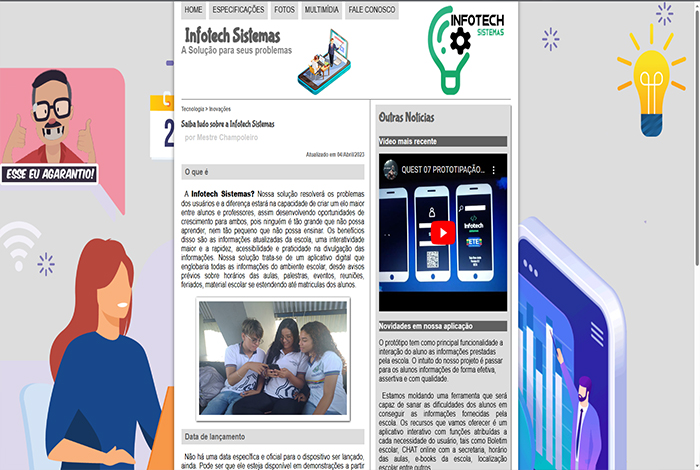 HOME ESPECIFICAÇÕES FOTOS MULTIMÍDIA FALE CONOSCO
Infotech Sistemas
A Solução para seus problemas
INFOTECH
SISTEMAS
Tecnologia > Inovações
Saiba tudo sobre a Infotech Sistemas
por Mestre Champoleiro
Atualizado em 04/Abril/2023
O que é
A Infotech Sistemas? Nossa solução resolverá os problemas
dos usuários e a diferença estará na capacidade de criar um elo maior
entre alunos e professores, assim desenvolvendo oportunidades de
crescimento para ambos, pois ninguém é tão grande que não possa
aprender, nem tão pequeno que não possa ensinar. Os benefícios
disso são as informações atualizadas da escola, uma interatividade
maior e a rapidez, acessibilidade e praticidade na divulgação das
informações. Nossa solução trata-se de um aplicativo digital que
englobaria todas as informações do ambiente escolar, desde avisos
prévios sobre horários das aulas, palestras, eventos, reuniões,
feriados, material escolar se estendendo até matrículas dos alunos.
Data de lançamento
Não há uma data específica e oficial para o dispositivo ser lançado,
ainda. Pode ser que ele esteja disponível em demonstrações a partir
Outras Notícias
Vídeo mais recente
QUEST 07 PROTOTIPAÇÃO...
Infotech
TETE
Novidades em nossa aplicação
O protótipo tem como principal funcionalidade a
interação do aluno as informações prestadas
pela escola. O intuito do nosso projeto é passar
para os alunos informações de forma efetiva,
assertiva e com qualidade.
Estamos moldando uma ferramenta que será
capaz de sanar as dificuldades dos alunos em
conseguir as informações fornecidas pela
escola. Os recursos que vamos oferecer é um
aplicativo interativo com funções atribuídas a
cada necessidade do usuário, tais como Boletim
escolar, CHAT online com a secretaria, horário
das aulas, e-books da escola, localização
escolar entre outros.
ESSE EU AGARANTIO!
2